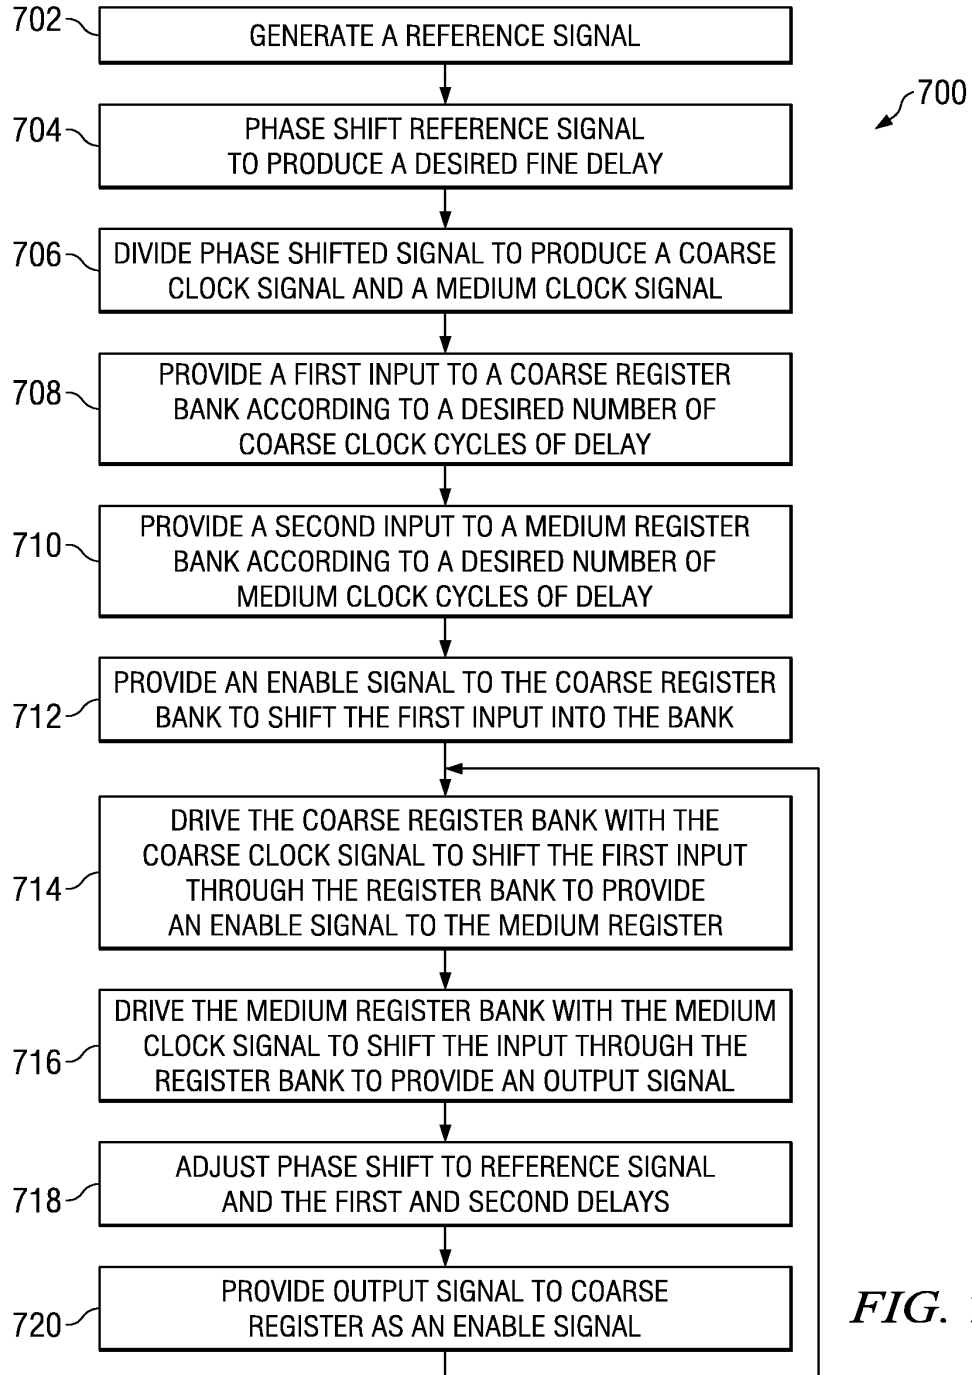 702
GENERATE A REFERENCE SIGNAL
700
704
PHASE SHIFT REFERENCE SIGNAL
TO PRODUCE A DESIRED FINE DELAY
706
DIVIDE PHASE SHIFTED SIGNAL TO PRODUCE A COARSE
CLOCK SIGNAL AND A MEDIUM CLOCK SIGNAL
708
PROVIDE A FIRST INPUT TO A COARSE REGISTER
BANK ACCORDING TO A DESIRED NUMBER OF
COARSE CLOCK CYCLES OF DELAY
710
PROVIDE A SECOND INPUT TO A MEDIUM REGISTER
BANK ACCORDING TO A DESIRED NUMBER OF
MEDIUM CLOCK CYCLES OF DELAY
712
PROVIDE AN ENABLE SIGNAL TO THE COARSE REGISTER
BANK TO SHIFT THE FIRST INPUT INTO THE BANK
714
DRIVE THE COARSE REGISTER BANK WITH THE
COARSE CLOCK SIGNAL TO SHIFT THE FIRST INPUT
THROUGH THE REGISTER BANK TO PROVIDE
AN ENABLE SIGNAL TO THE MEDIUM REGISTER
716
DRIVE THE MEDIUM REGISTER BANK WITH THE MEDIUM
CLOCK SIGNAL TO SHIFT THE INPUT THROUGH THE
REGISTER BANK TO PROVIDE AN OUTPUT SIGNAL
718
ADJUST PHASE SHIFT TO REFERENCE SIGNAL
AND THE FIRST AND SECOND DELAYS
720
PROVIDE OUTPUT SIGNAL TO COARSE
REGISTER AS AN ENABLE SIGNAL
FIG.